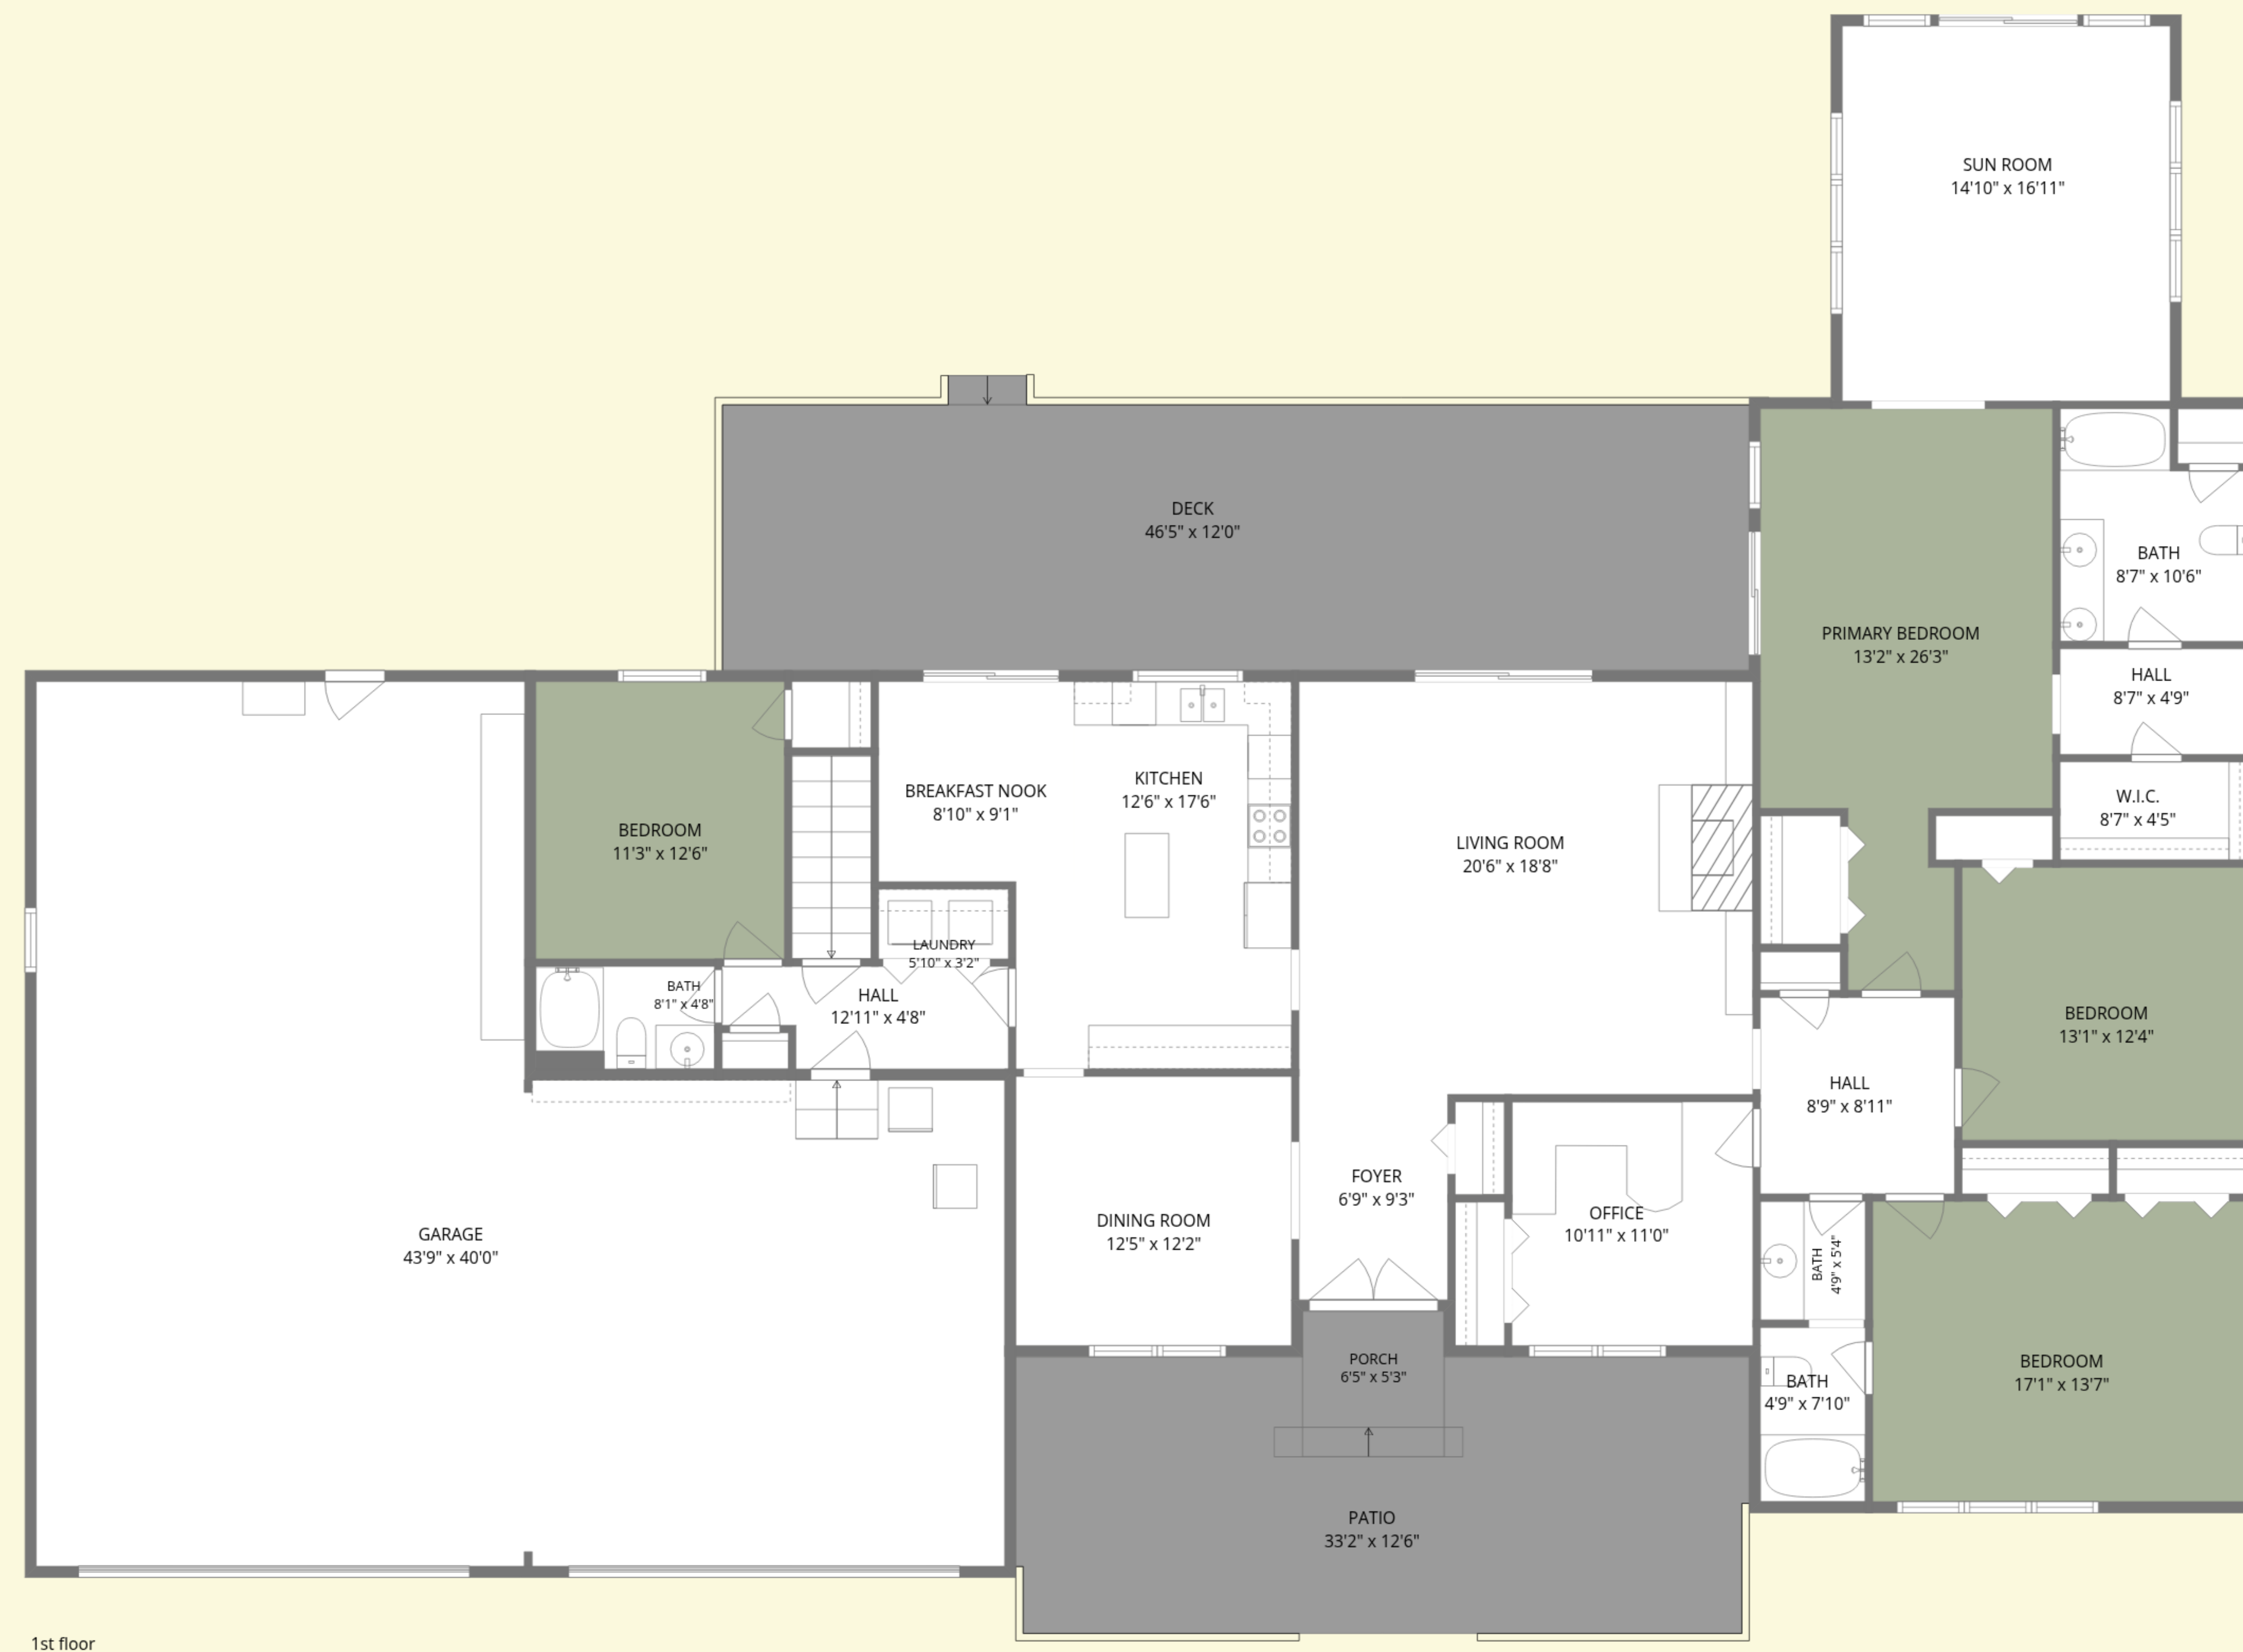 SUN ROOM
14'10" x 16'11"
DECK
46'5" x 12'0"
BATH
8'7" x 10'6"
PRIMARY BEDROOM
13'2" x 26'3"
HALL
8'7" x 4'9"
KITCHEN
12'6" x 17'6"
BREAKFAST NOOK
8'10" x 9'1"
W.I.C.
8'7" x 4'5"
BEDROOM
11'3" x 12'6"
LIVING ROOM
20'6" x 18'8"
LAUNDRY
5'10" x 3'2"
BATH
8'1" x 4'8"
HALL
12'11" x 4'8"
BEDROOM
13'1" x 12'4"
HALL
8'9" x 8'11"
FOYER
6'9" x 9'3"
OFFICE
10'11" x 11'0"
DINING ROOM
12'5" x 12'2"
GARAGE
43'9" x 40'0"
BATH
4'9" x 5'4"
PORCH
6'5" x 5'3"
BATH
4'9" x 7'10"
BEDROOM
17'1" x 13'7"
PATIO
33'2" x 12'6"
1st floor